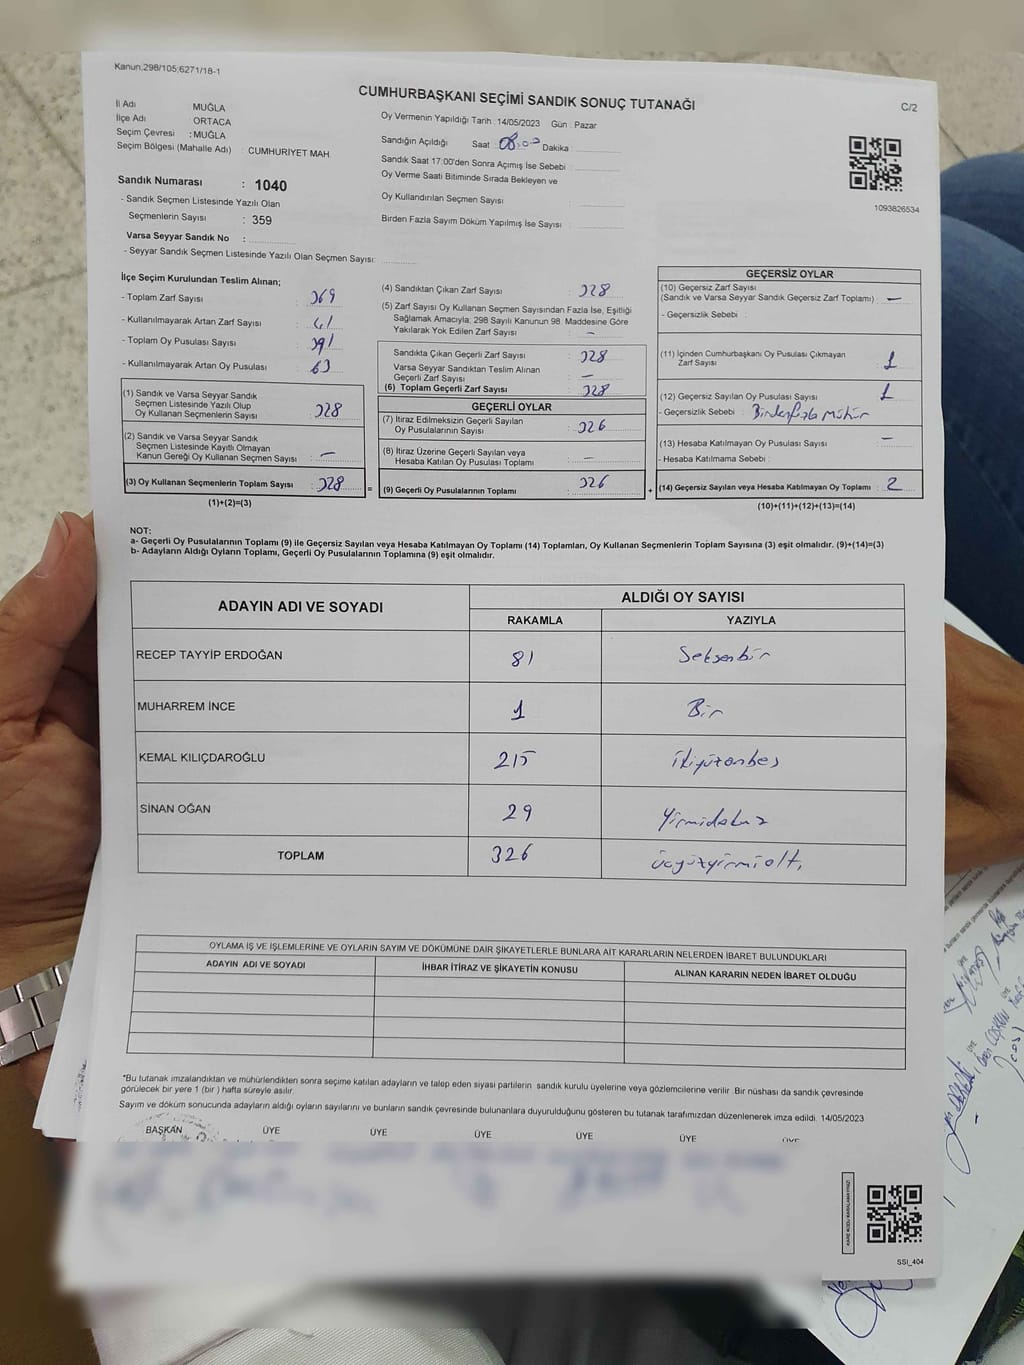 Kanun;298/105;6271/18-1
CUMHURBAŞKANI SEÇİMİ SANDIK SONUÇ TUTANAĞI
C/2
İl Adı MUĞLA
İlçe Adı : ORTACA
Seçim Çevresi : MUĞLA
Seçim Bölgesi (Mahalle Adı) : CUMHURİYET MAH.
Oy Vermenin Yapıldığı Tarih : 14/05/2023 Gün : Pazar
Sandığın Açıldığı Saat 08.00 Dakika :
Sandık Saat 17:00'den Sonra Açımış İse Sebebi :
Oy Verme Saati Bitiminde Sırada Bekleyen ve
Oy Kullandırılan Seçmen Sayısı :
Birden Fazla Sayım Döküm Yapılmış İse Sayısı :
1093826534
Sandık Numarası : 1040
- Sandık Seçmen Listesinde Yazılı Olan
Seçmenlerin Sayısı : 359
Varsa Seyyar Sandık No :
- Seyyar Sandık Seçmen Listesinde Yazılı Olan Seçmen Sayısı:
İlçe Seçim Kurulundan Teslim Alınan;
- Toplam Zarf Sayısı : 369
- Kullanılmayarak Artan Zarf Sayısı : 41
- Toplam Oy Pusulası Sayısı : 391
- Kullanılmayarak Artan Oy Pusulası : 63
(1) Sandık ve Varsa Seyyar Sandık
Seçmen Listesinde Yazılı Olup
Oy Kullanan Seçmenlerin Sayısı : 328
(2) Sandık ve Varsa Seyyar Sandık
Seçmen Listesinde Kayıtlı Olmayan
Kanun Gereği Oy Kullanan Seçmen Sayısı : –
(3) Oy Kullanan Seçmenlerin Toplam Sayısı : 328
(1)+(2)=(3)
(4) Sandıktan Çıkan Zarf Sayısı : 328
(5) Zarf Sayısı Oy Kullanan Seçmen Sayısından Fazla İse, Eşitliği
Sağlamak Amacıyla; 298 Sayılı Kanunun 98. Maddesine Göre
Yakılarak Yok Edilen Zarf Sayısı : –
Sandıkta Çıkan Geçerli Zarf Sayısı : 328
Varsa Seyyar Sandıktan Teslim Alınan
Geçerli Zarf Sayısı : –
(6) Toplam Geçerli Zarf Sayısı : 328
GEÇERLİ OYLAR
(7) İtiraz Edilmeksizin Geçerli Sayılan
Oy Pusulalarının Sayısı : 326
(8) İtiraz Üzerine Geçerli Sayılan veya
Hesaba Katılan Oy Pusulası Toplamı : –
= (9) Geçerli Oy Pusulalarının Toplamı : 326 +
GEÇERSİZ OYLAR
(10) Geçersiz Zarf Sayısı
(Sandık ve Varsa Seyyar Sandık Geçersiz Zarf Toplamı) : –
- Geçersizlik Sebebi :
(11) İçinden Cumhurbaşkanı Oy Pusulası Çıkmayan
Zarf Sayısı : 1
(12) Geçersiz Sayılan Oy Pusulası Sayısı : 1
- Geçersizlik Sebebi : Birden fazla Mühür
(13) Hesaba Katılmayan Oy Pusulası Sayısı : –
- Hesaba Katılmama Sebebi :
(14) Geçersiz Sayılan veya Hesaba Katılmayan Oy Toplamı : 2
(10)+(11)+(12)+(13)=(14)
NOT:
a- Geçerli Oy Pusulalarının Toplamı (9) ile Geçersiz Sayılan veya Hesaba Katılmayan Oy Toplamı (14) Toplamları, Oy Kullanan Seçmenlerin Toplam Sayısına (3) eşit olmalıdır. (9)+(14)=(3)
b- Adayların Aldığı Oyların Toplamı, Geçerli Oy Pusulalarının Toplamına (9) eşit olmalıdır.
ADAYIN ADI VE SOYADI ALDIĞI OY SAYISI
RAKAMLA YAZIYLA
RECEP TAYYİP ERDOĞAN 81 Seksenbir
MUHARREM İNCE 1 Bir
KEMAL KILIÇDAROĞLU 215 ikiyüzonbeş
SİNAN OĞAN 29 Yirmidokuz
TOPLAM 326 üçyüzyirmialtı
OYLAMA İŞ VE İŞLEMLERİNE VE OYLARIN SAYIM VE DÖKÜMÜNE DAİR ŞİKAYETLERLE BUNLARA AİT KARARLARIN NELERDEN İBARET BULUNDUKLARI
ADAYIN ADI VE SOYADI İHBAR İTİRAZ VE ŞİKAYETİN KONUSU ALINAN KARARIN NEDEN İBARET OLDUĞU
*Bu tutanak imzalandıktan ve mühürlendikten sonra seçime katılan adayların ve talep eden siyasi partilerin sandık kurulu üyelerine veya gözlemcilerine verilir. Bir nüshası da sandık çevresinde
görülecek bir yere 1 (bir) hafta süreyle asılır.
Sayım ve döküm sonucunda adayların aldığı oyların sayılarını ve bunların sandık çevresinde bulunanlara duyurulduğunu gösteren bu tutanak tarafımızdan düzenlenerek imza edildi. 14/05/2023
BAŞKAN ÜYE ÜYE ÜYE ÜYE ÜYE ÜYE
SSI_404